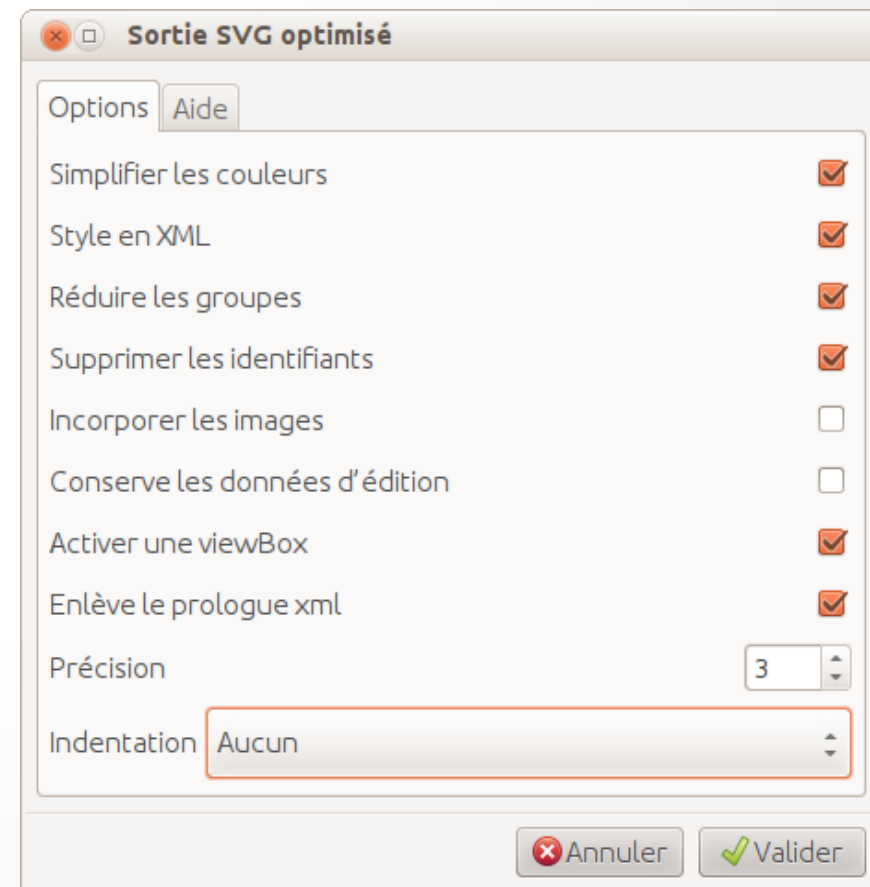 Sortie SVG optimisé
Options Aide
Simplifier les couleurs
Style en XML
Réduire les groupes
Supprimer les identifiants
Incorporer les images
Conserve les données d'édition
Activer une viewBox
Enlève le prologue xml
Précision 3
Indentation Aucun
Annuler Valider